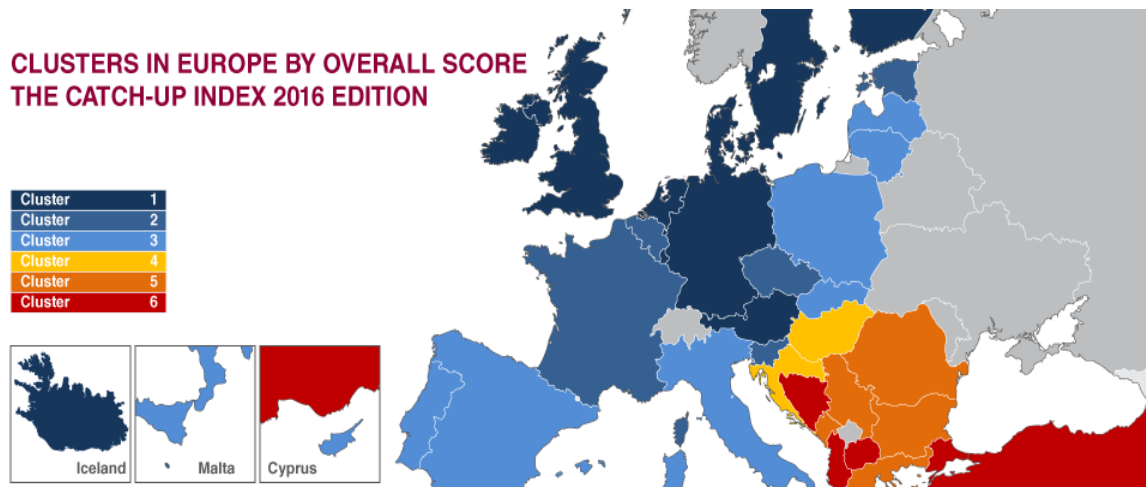 CLUSTERS IN EUROPE BY OVERALL SCORE
THE CATCH-UP INDEX 2016 EDITION
Cluster 1
Cluster 2
Cluster 3
Cluster 4
Cluster 5
Cluster 6
Iceland
Malta
Cyprus